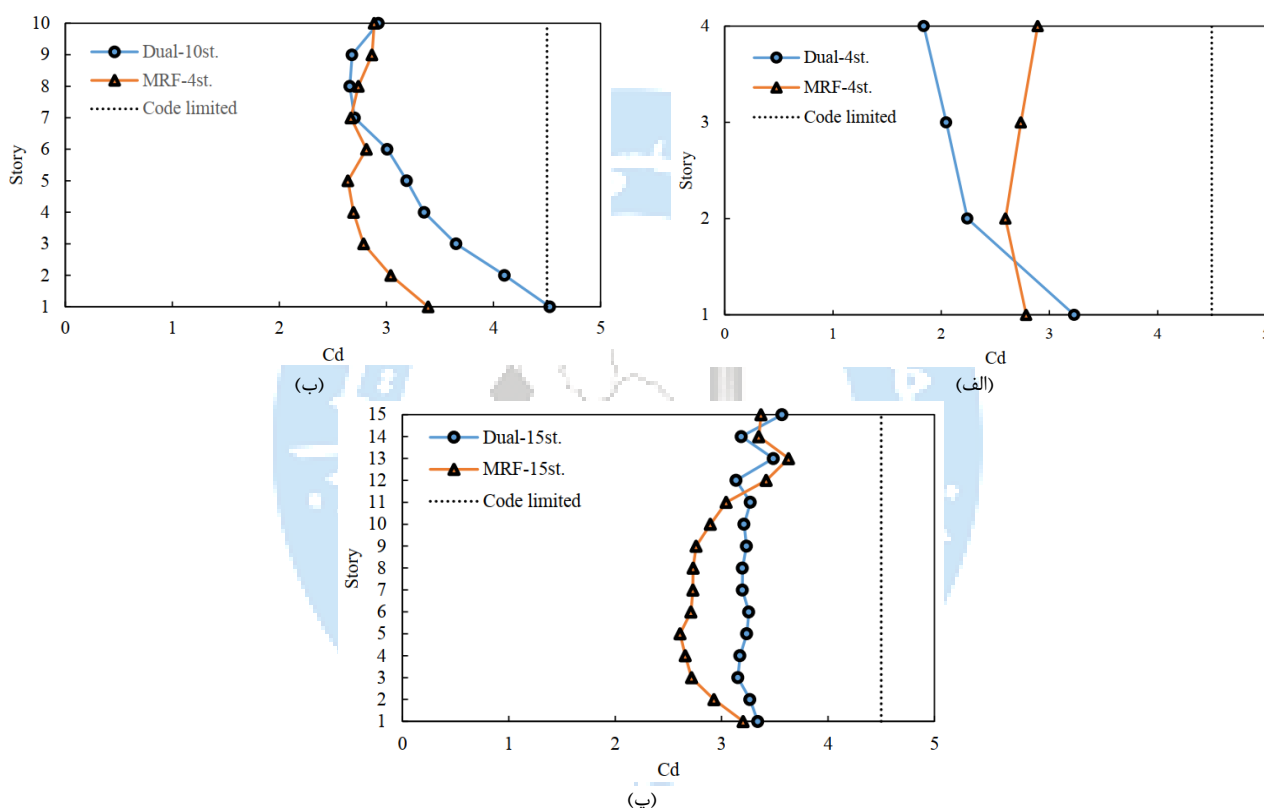 10
9
8
7
6
5
4
3
2
1
Story
Dual-10st.
MRF-4st.
Code limited
0 1 2 3 4 5
Cd
(ب)
4
3
2
1
Story
Dual-4st.
MRF-4st.
Code limited
0 1 2 3 4 5
Cd
(الف)
15
14
13
12
11
10
9
8
7
6
5
4
3
2
1
Story
Dual-15st.
MRF-15st.
Code limited
0 1 2 3 4 5
Cd
(پ)